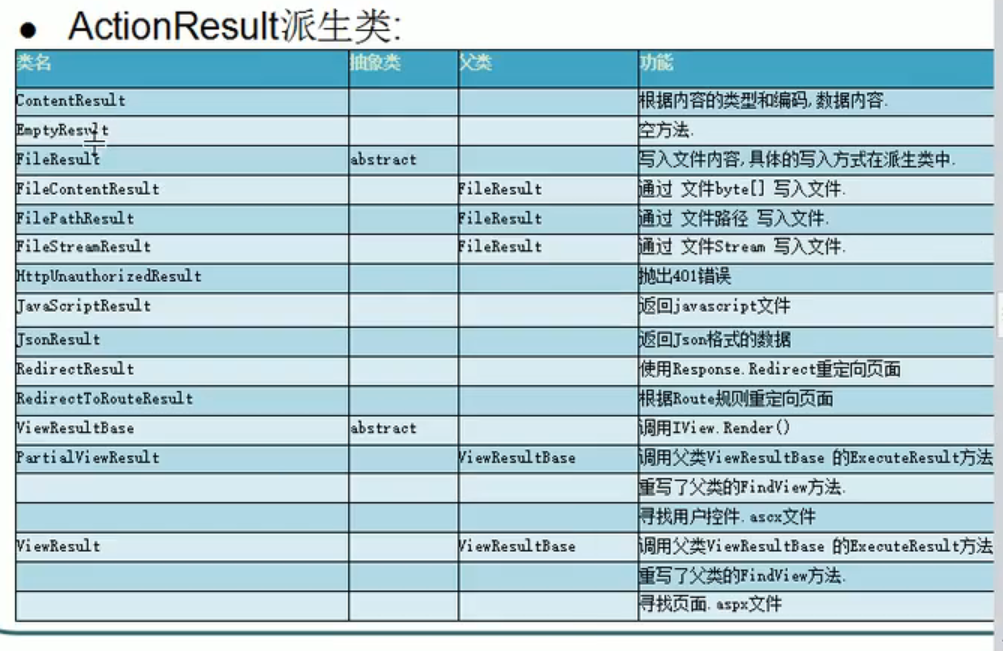 ● ActionResult派生类:
类名 抽象类 父类 功能
ContentResult 根据内容的类型和编码,数据内容.
EmptyResult 空方法.
FileResult abstract 写入文件内容,具体的写入方式在派生类中.
FileContentResult FileResult 通过 文件byte[] 写入文件.
FilePathResult FileResult 通过 文件路径 写入文件.
FileStreamResult FileResult 通过 文件Stream 写入文件.
HttpUnauthorizedResult 抛出401错误
JavaScriptResult 返回javascript文件
JsonResult 返回Json格式的数据
RedirectResult 使用Response.Redirect重定向页面
RedirectToRouteResult 根据Route规则重定向页面
ViewResultBase abstract 调用IView.Render()
PartialViewResult ViewResultBase 调用父类ViewResultBase 的ExecuteResult方法
重写了父类的FindView方法.
寻找用户控件.ascx文件
ViewResult ViewResultBase 调用父类ViewResultBase 的ExecuteResult方法
重写了父类的FindView方法.
寻找页面.aspx文件